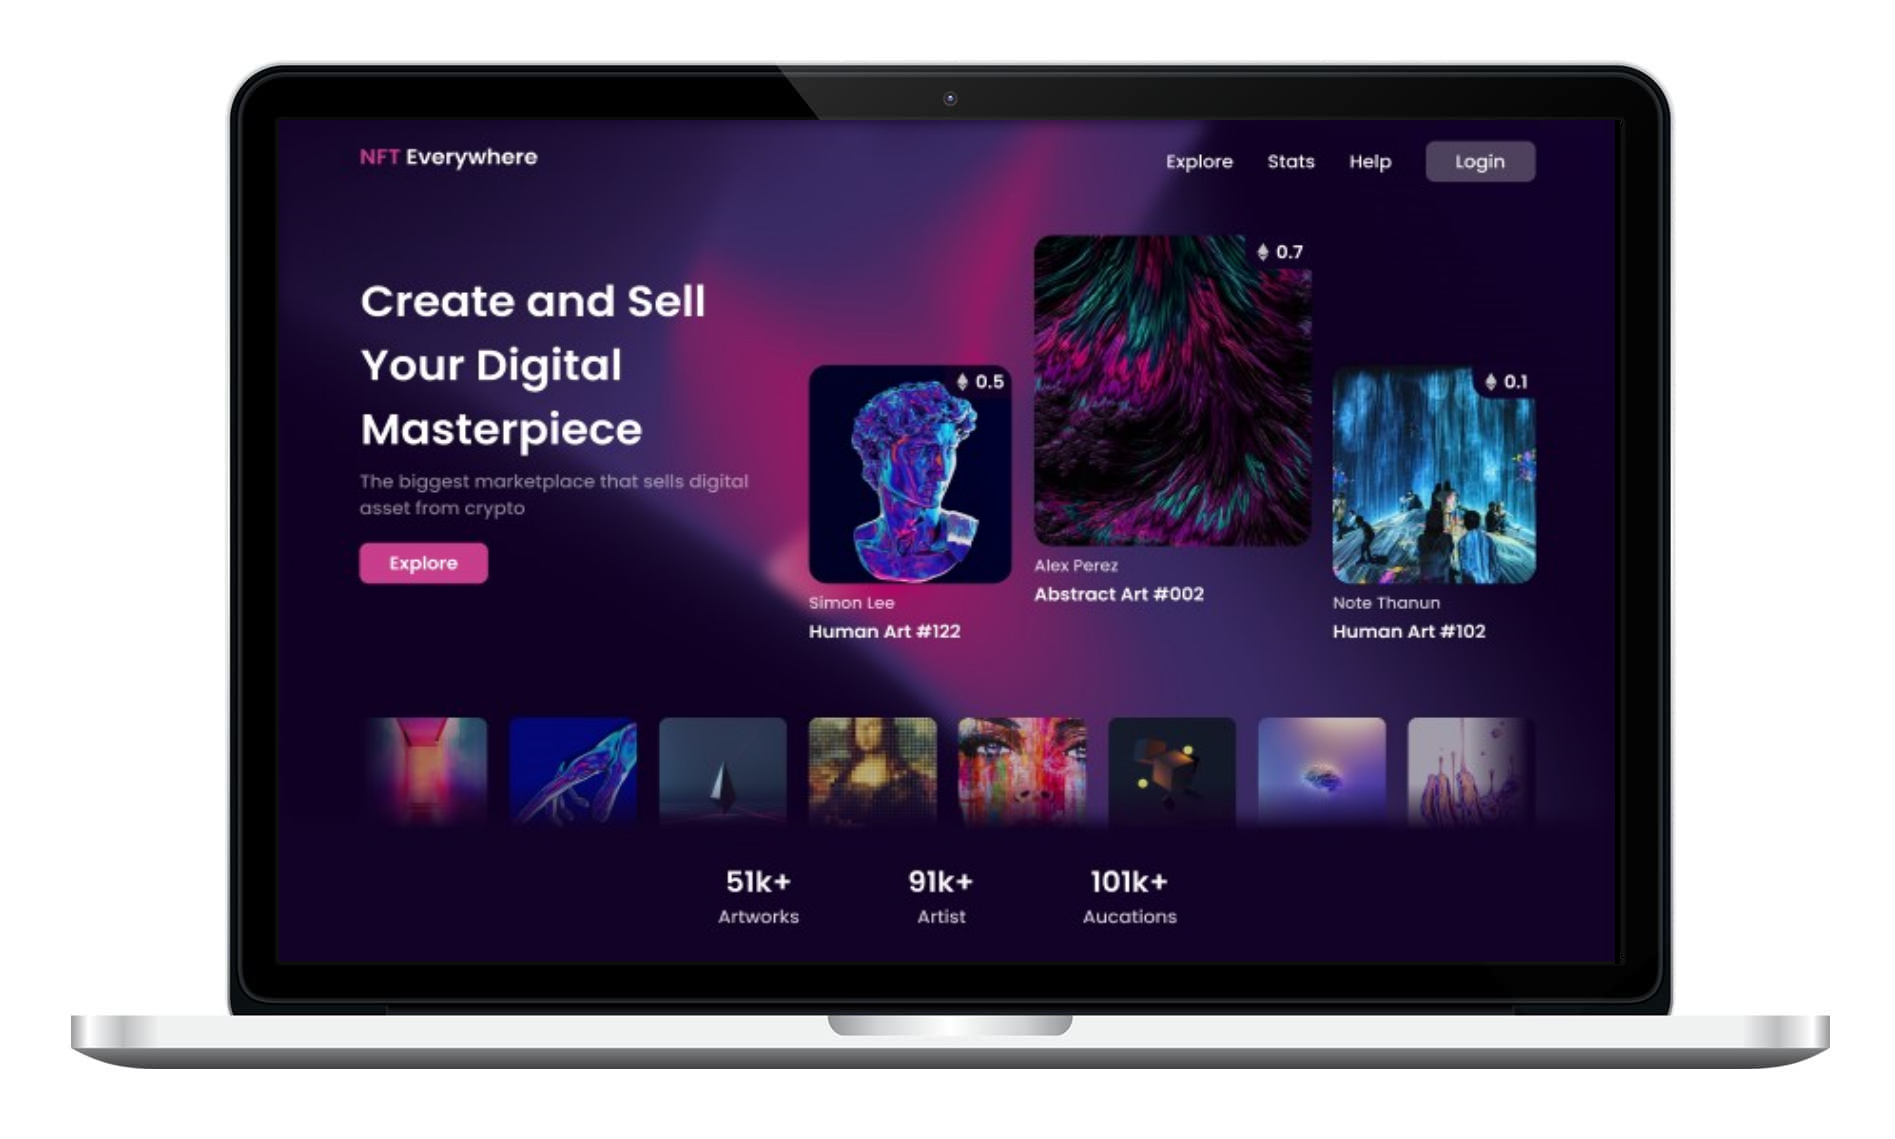 NFT Everywhere
Explore Stats Help Login
Create and Sell
Your Digital
Masterpiece
The biggest marketplace that sells digital
asset from crypto
Explore
0.5
Simon Lee
Human Art #122
0.7
Alex Perez
Abstract Art #002
0.1
Note Thanun
Human Art #102
51k+
Artworks
91k+
Artist
101k+
Aucations